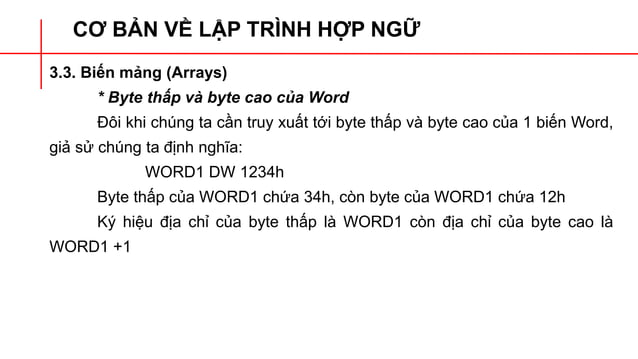 CƠ BẢN VỀ LẬP TRÌNH HỢP NGỮ
3.3. Biến mảng (Arrays)
* Byte thấp và byte cao của Word
Đôi khi chúng ta cần truy xuất tới byte thấp và byte cao của 1 biến Word,
giả sử chúng ta định nghĩa:
WORD1 DW 1234h
Byte thấp của WORD1 chứa 34h, còn byte của WORD1 chứa 12h
Ký hiệu địa chỉ của byte thấp là WORD1 còn địa chỉ của byte cao là
WORD1 +1